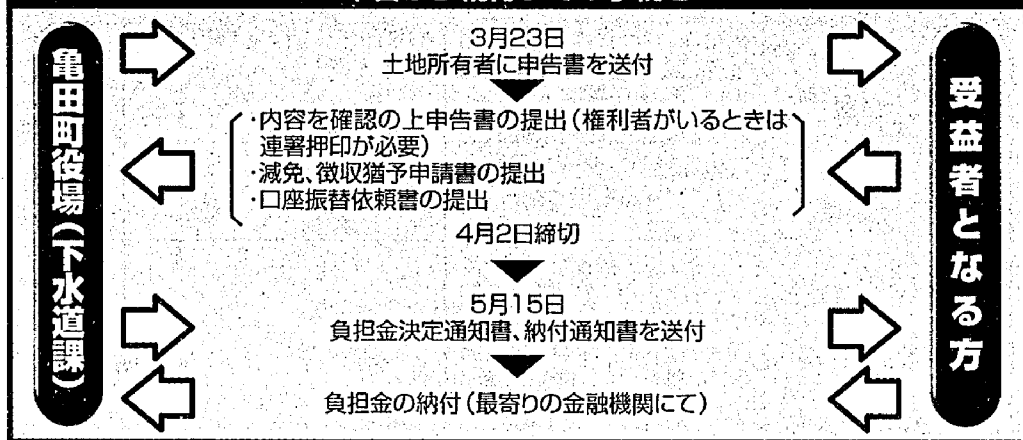 亀田町役場(下水道課)
3月23日
土地所有者に申告書を送付
・内容を確認の上申告書の提出(権利者がいるときは
連署押印が必要)
・減免、徴収猶予申請書の提出
・口座振替依頼書の提出
4月2日締切
5月15日
負担金決定通知書、納付通知書を送付
負担金の納付(最寄りの金融機関にて)
受益者となる方